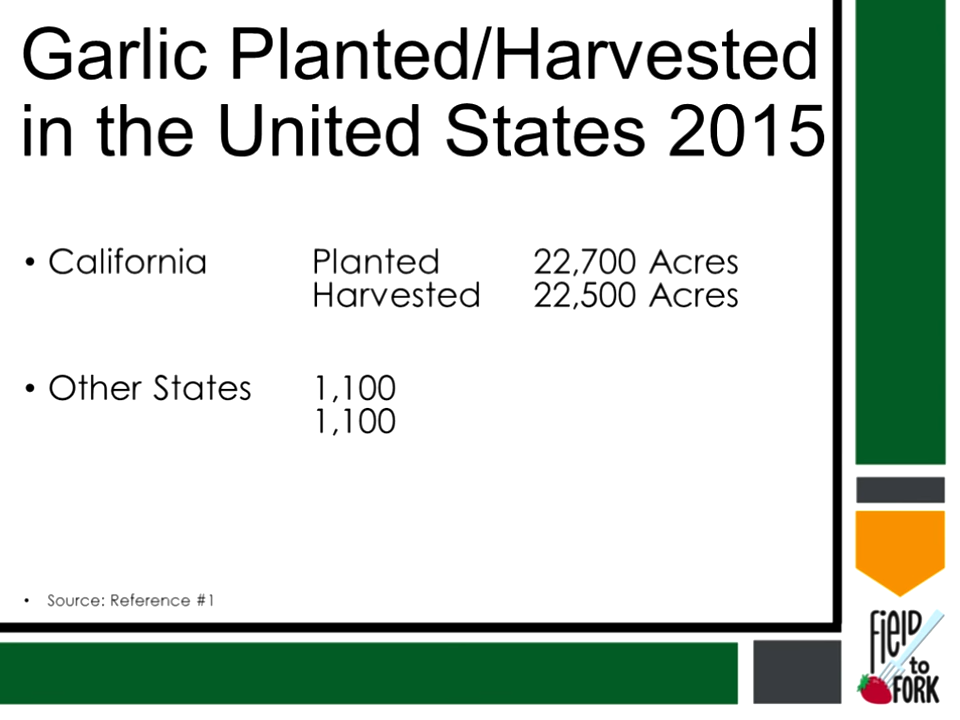 Garlic Planted/Harvested
in the United States 2015
• California Planted 22,700 Acres
Harvested 22,500 Acres
• Other States 1,100
1,100
• Source: Reference #1
FIELD
to
FORK